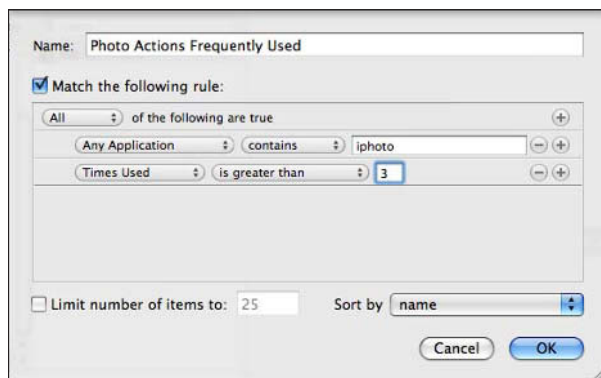 Name: Photo Actions Frequently Used
Match the following rule:
All of the following are true
Any Application contains iphoto
Times Used is greater than 3
Limit number of items to: 25 Sort by name
Cancel OK